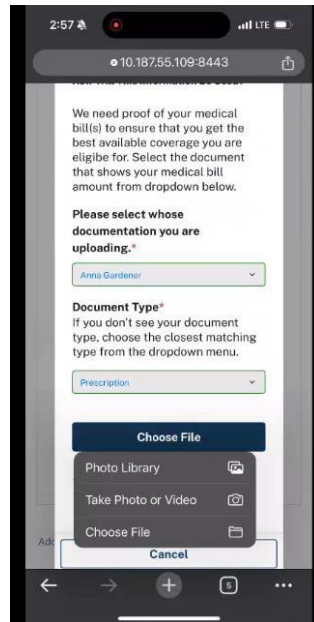 2:57
LTE
10.187.55.109:8443
We need proof of your medical
bill(s) to ensure that you get the
best available coverage you are
eligibe for. Select the document
that shows your medical bill
amount from dropdown below.
Please select whose
documentation you are
uploading.*
Anna Gardener
Document Type*
If you don't see your document
type, choose the closest matching
type from the dropdown menu.
Prescription
Choose File
Photo Library
Take Photo or Video
Choose File
Add
Cancel
5